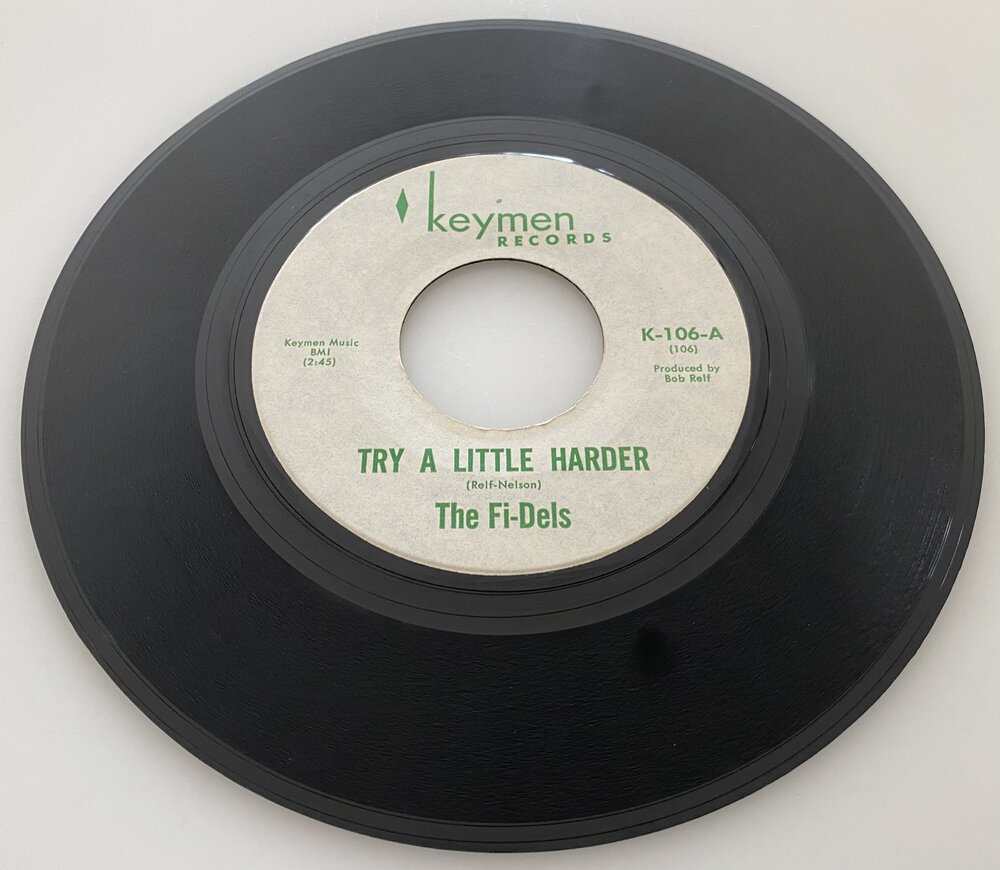 keymen
RECORDS
Keymen Music
BMI
(2:45)
K-106-A
(106)
Produced by
Bob Relf
TRY A LITTLE HARDER
(Relf-Nelson)
The Fi-Dels